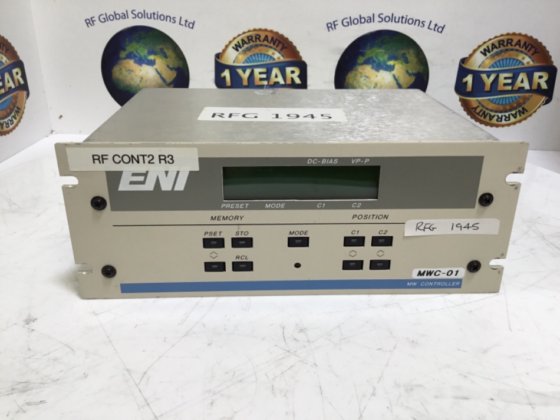 RF Global Solutions Ltd
RF Global Solutions Ltd
WARRANTY
1 YEAR
WARRANTY
WARRANTY
1 YEAR
WARRANTY
RFG 1945
RF CONT2 R3
ENI
DC-BIAS VP-P
PRESET MODE C1 C2
MEMORY POSITION
PSET STO MODE C1 C2
RFG 1945
RCL
MWC-01
MW CONTROLLER